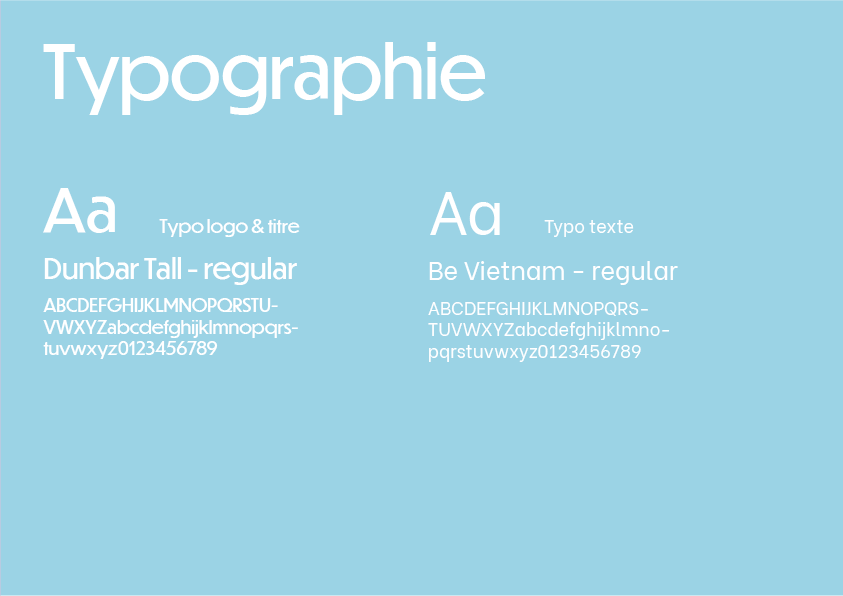 Typographie
Aa
Typo logo & titre
Dunbar Tall - regular
ABCDEFGHIJKLMNOPQRSTU-
VWXYZabcdefghijklmnopqrs-
tuvwxyz0123456789
Aa
Typo texte
Be Vietnam - regular
ABCDEFGHIJKLMNOPQRS-
TUVWXYZabcdefghijklmno-
pqrstuvwxyz0123456789